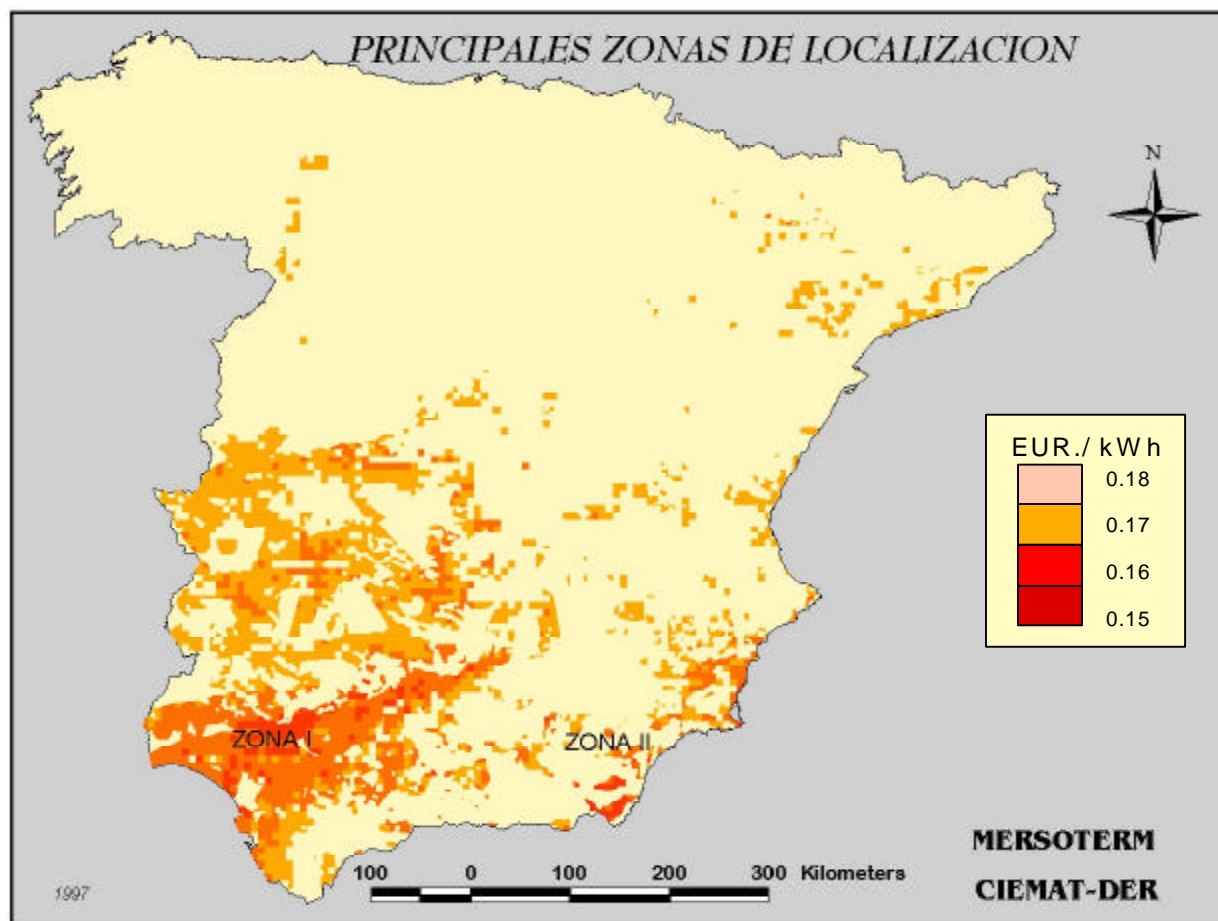 PRINCIPALES ZONAS DE LOCALIZACION
N
EUR./ kWh
0.18
0.17
0.16
0.15
ZONA I
ZONA II
MERSOTERM
CIEMAT-DER
100 0 100 200 300 Kilometers
1997